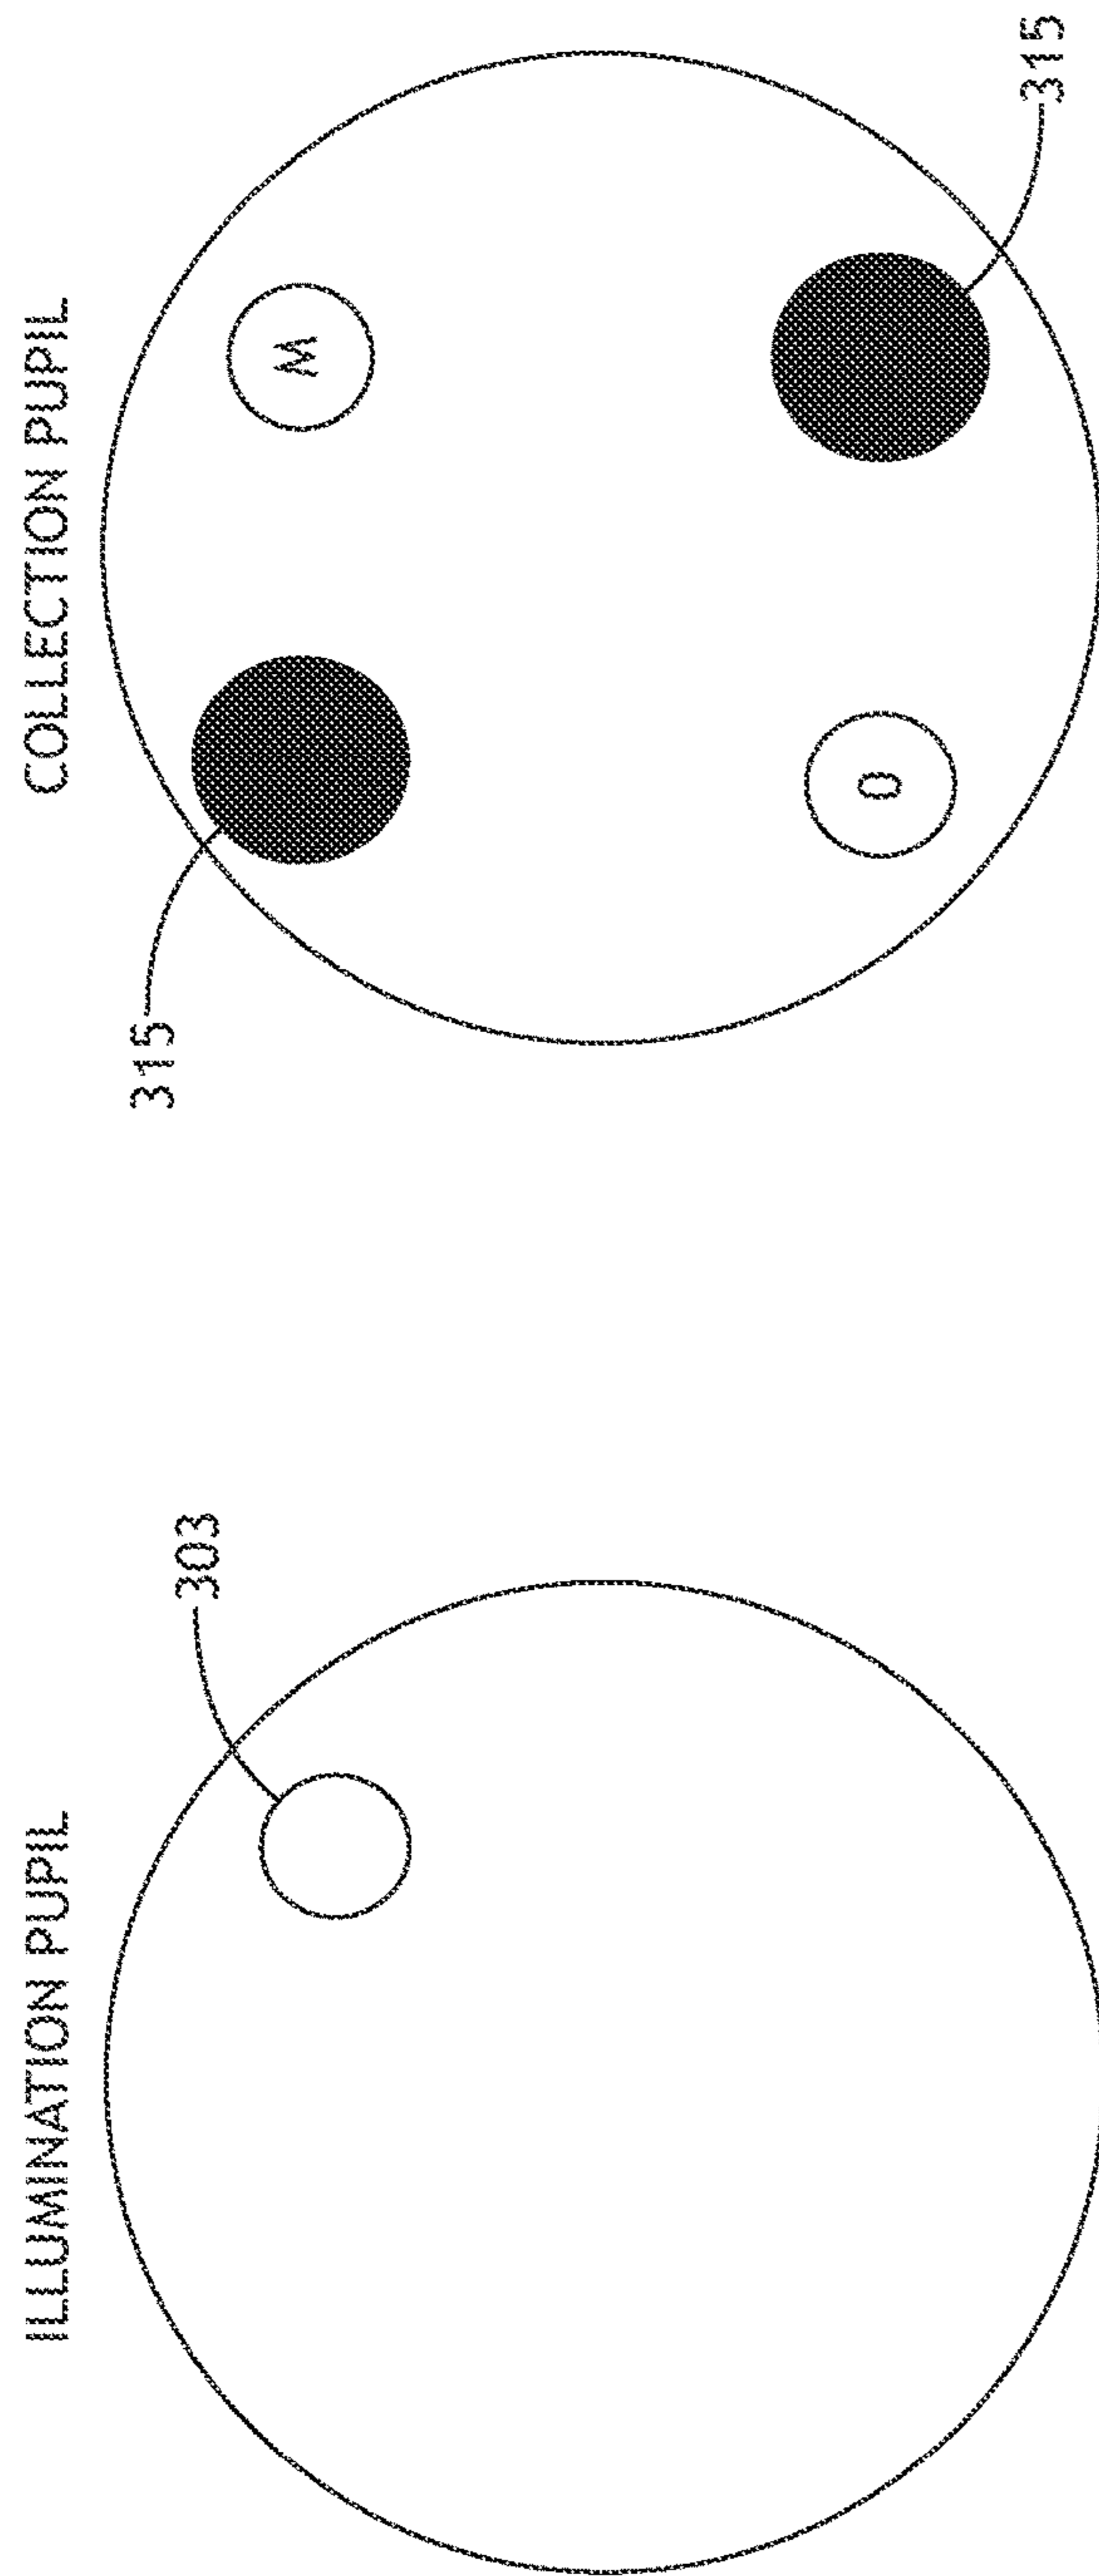 ILLUMINATION PUPIL
303
COLLECTION PUPIL
315
M
0
315